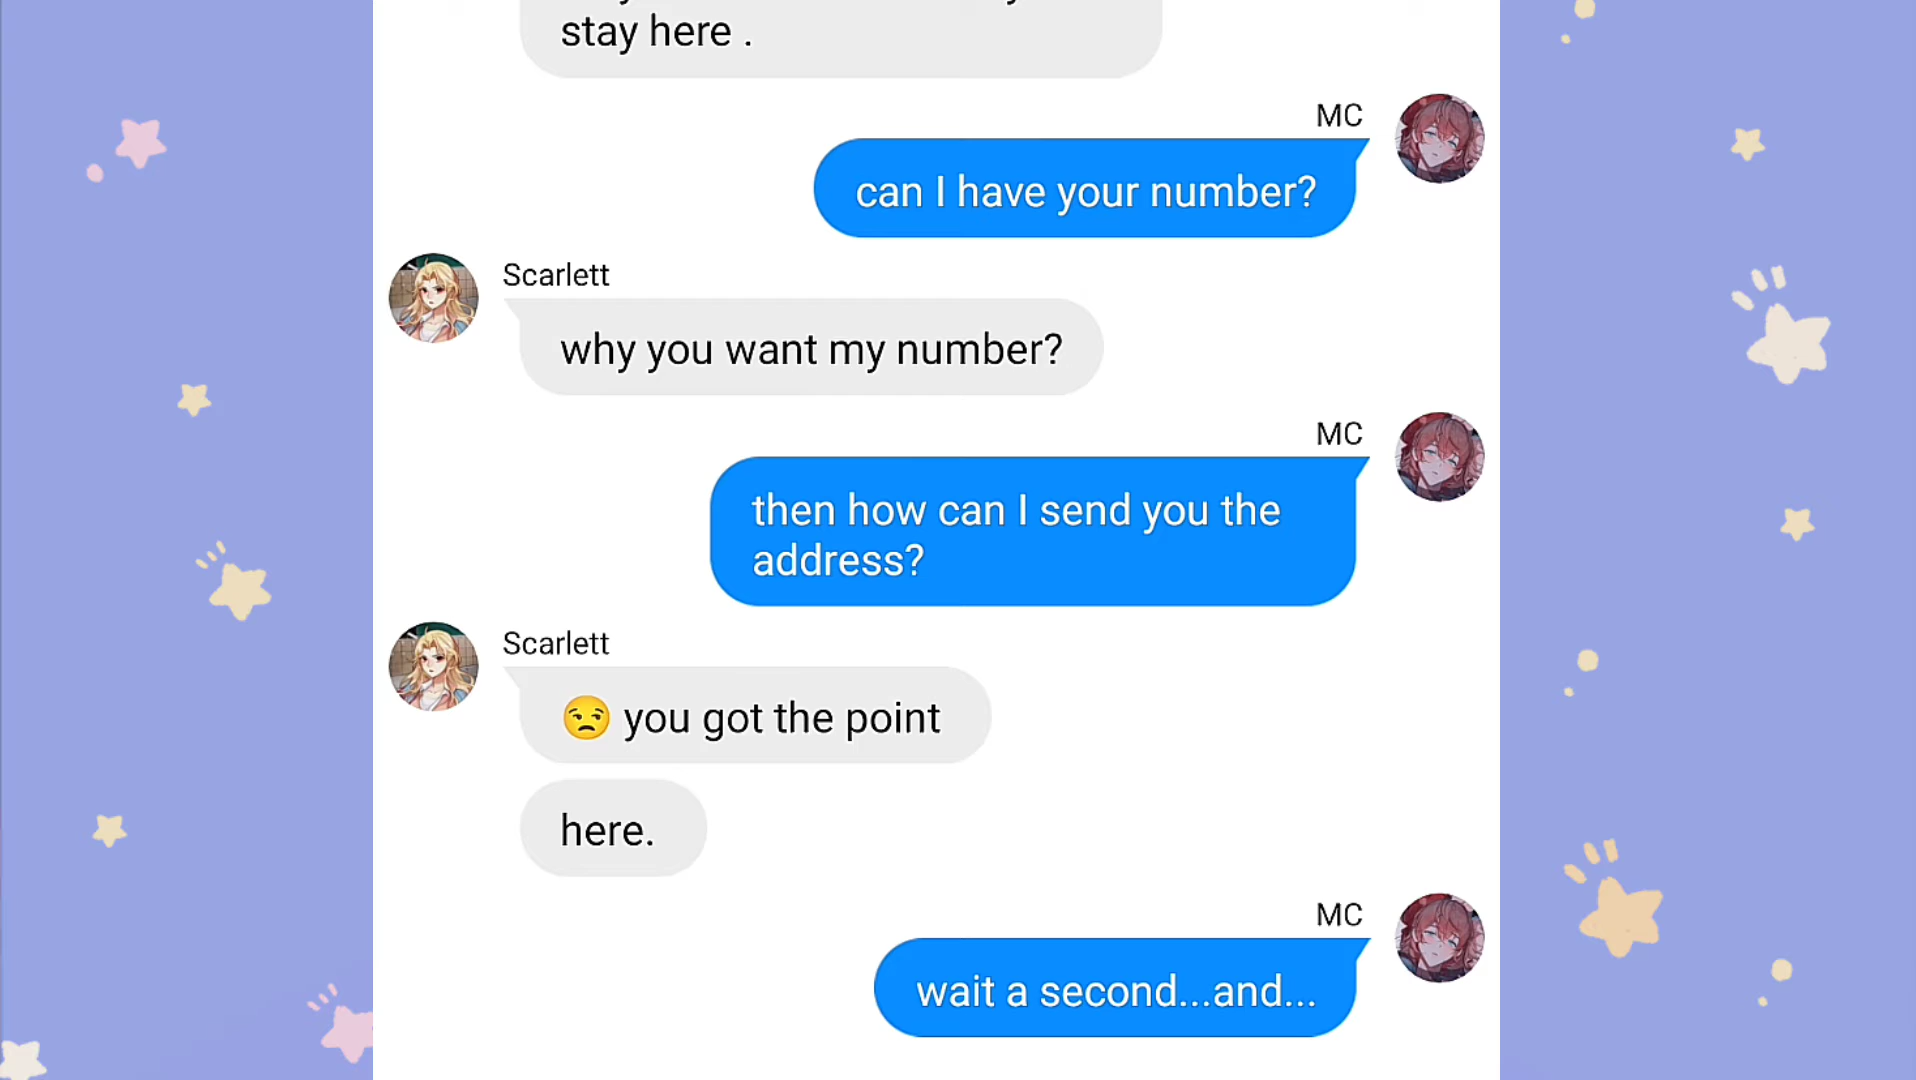 stay here .
MC
can I have your number?
Scarlett
why you want my number?
MC
then how can I send you the
address?
Scarlett
😒 you got the point
here.
MC
wait a second...and...